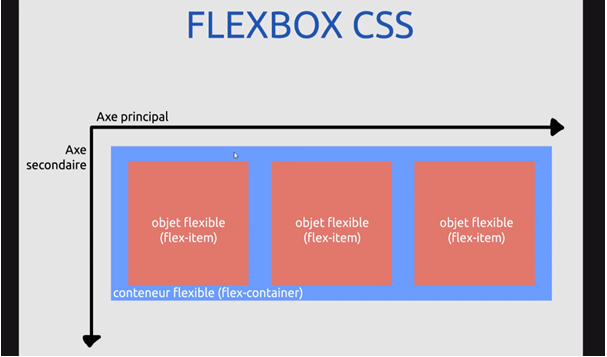 FLEXBOX CSS
Axe principal
Axe
secondaire
objet flexible
(flex-item)
objet flexible
(flex-item)
objet flexible
(flex-item)
conteneur flexible (flex-container)